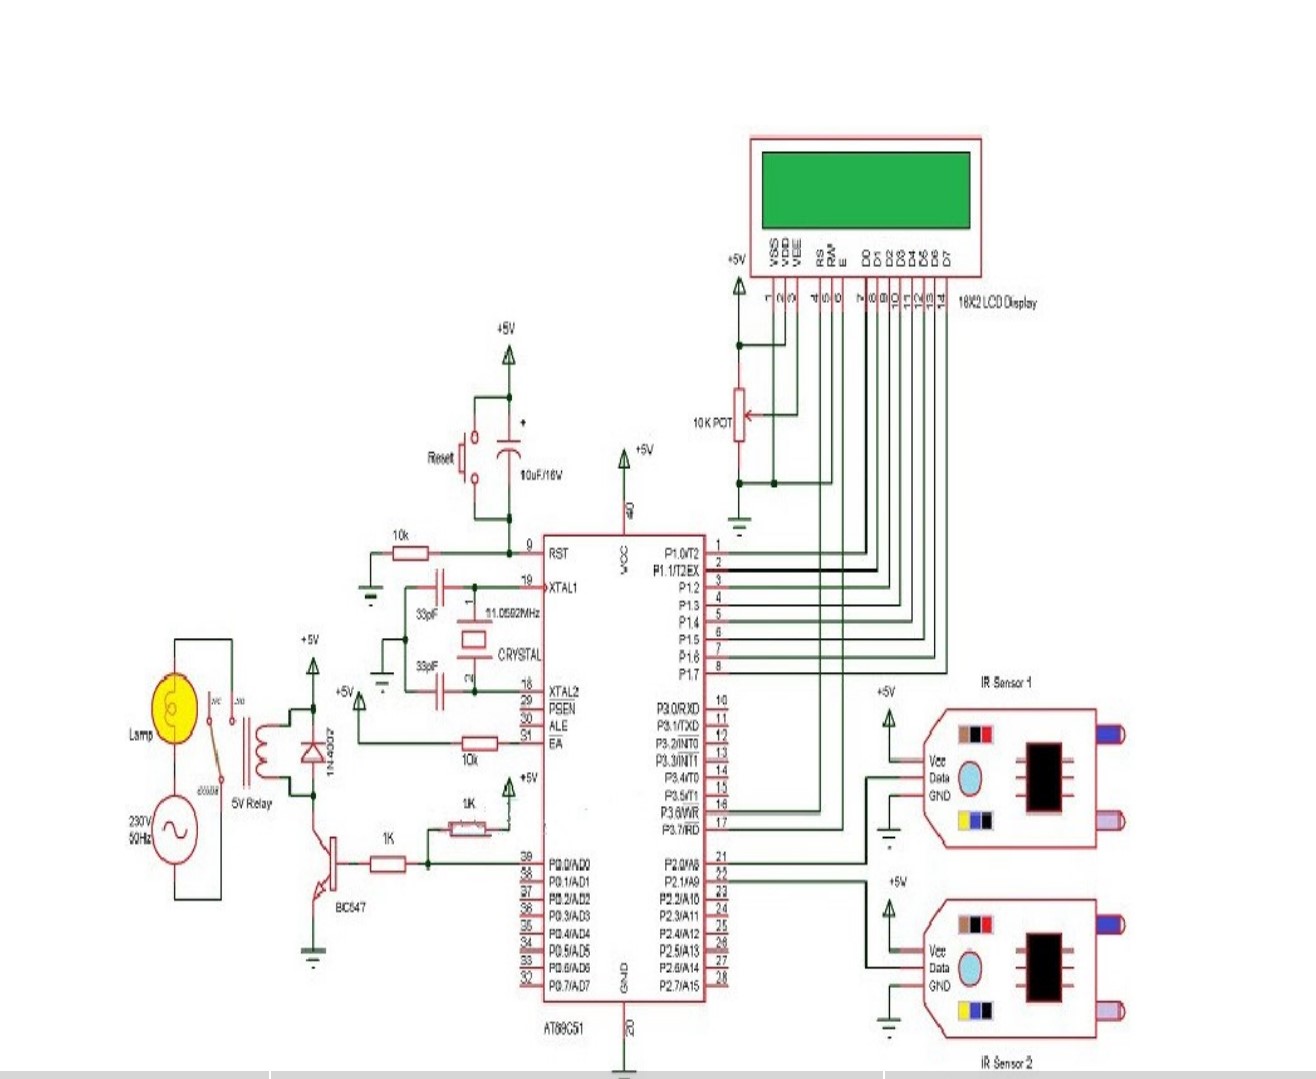 VSS
VDD
VEE
RS
RW
E
D0
D1
D2
D3
D4
D5
D6
D7
+5V
1
2
3
4
5
6
7
8
9
10
11
12
13
14
16X2 LCD Display
10K POT
+5V
Reset
+
10uF/16V
+5V
40
VCC
10k
9 RST
19 XTAL1
33pF
1
11.0592MHz
CRYSTAL
33pF
2
18 XTAL2
29 PSEN
30 ALE
31 EA
+5V
10k
+5V
1K
1K
39 P0.0/AD0
38 P0.1/AD1
37 P0.2/AD2
36 P0.3/AD3
35 P0.4/AD4
34 P0.5/AD5
33 P0.6/AD6
32 P0.7/AD7
P1.0/T2 1
P1.1/T2EX 2
P1.2 3
P1.3 4
P1.4 5
P1.5 6
P1.6 7
P1.7 8
P3.0/RXD 10
P3.1/TXD 11
P3.2/INT0 12
P3.3/INT1 13
P3.4/T0 14
P3.5/T1 15
P3.6/WR 16
P3.7/RD 17
P2.0/A8 21
P2.1/A9 22
P2.2/A10 23
P2.3/A11 24
P2.4/A12 25
P2.5/A13 26
P2.6/A14 27
P2.7/A15 28
GND
20
AT89C51
+5V
Lamp
230V
50Hz
5V Relay
1N4007
BC547
IR Sensor 1
+5V
Vcc
Data
GND
+5V
Vcc
Data
GND
IR Sensor 2